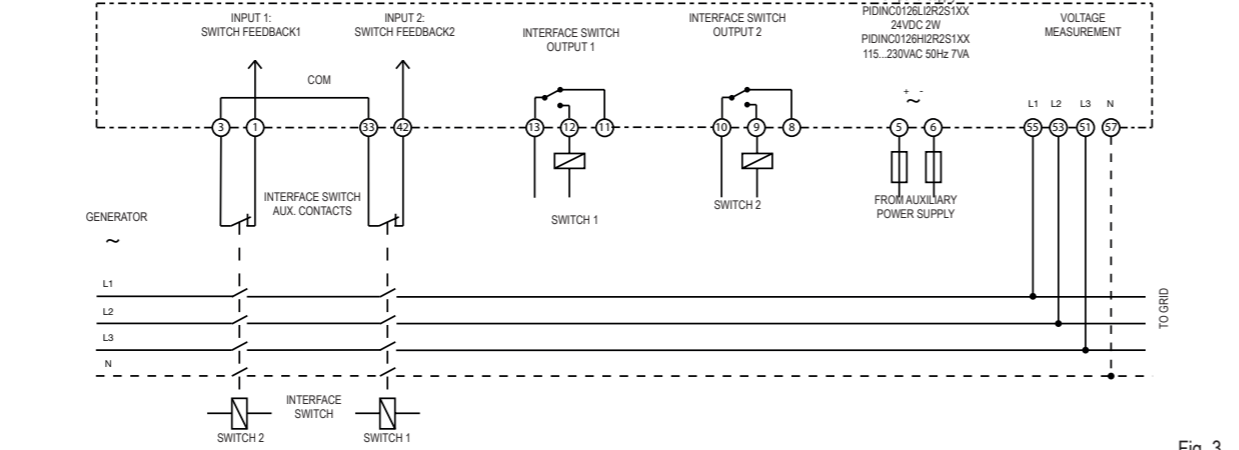 INPUT 1:
SWITCH FEEDBACK1
INPUT 2:
SWITCH FEEDBACK2
INTERFACE SWITCH
OUTPUT 1
INTERFACE SWITCH
OUTPUT 2
PIDINC0126LI2R2S1XX
24VDC 2W
PIDINC0126HI2R2S1XX
115...230VAC 50Hz 7VA
VOLTAGE
MEASUREMENT
COM
+ -
~
L1 L2 L3 N
3 1 33 42 13 12 11 10 9 8 5 6 55 53 51 57
INTERFACE SWITCH
AUX. CONTACTS
SWITCH 1
SWITCH 2
FROM AUXILIARY
POWER SUPPLY
GENERATOR
~
L1
L2
L3
N
TO GRID
INTERFACE
SWITCH
SWITCH 2
SWITCH 1
Fig. 3